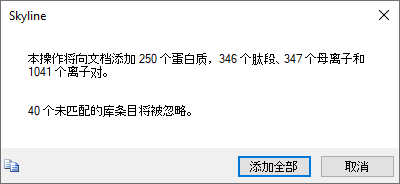 Skyline
本操作将向文档添加 250 个蛋白质，346 个肽段、347 个母离子和
1041 个离子对。
40 个未匹配的库条目将被忽略。
添加全部
取消